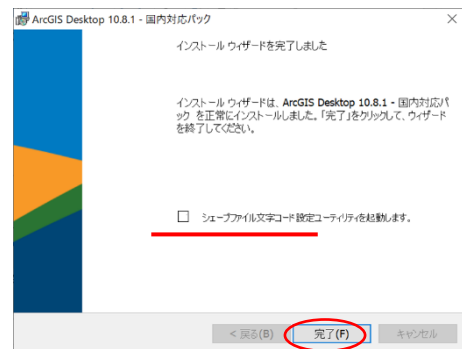 ArcGIS Desktop 10.8.1 - 国内対応パック
インストール ウィザードを完了しました
インストール ウィザードは、ArcGIS Desktop 10.8.1 - 国内対応パ
ック を正常にインストールしました。「完了」をクリックして、ウィザード
を終了してください。
シェープファイル文字コード設定ユーティリティを起動します。
< 戻る(B) 完了(F) キャンセル